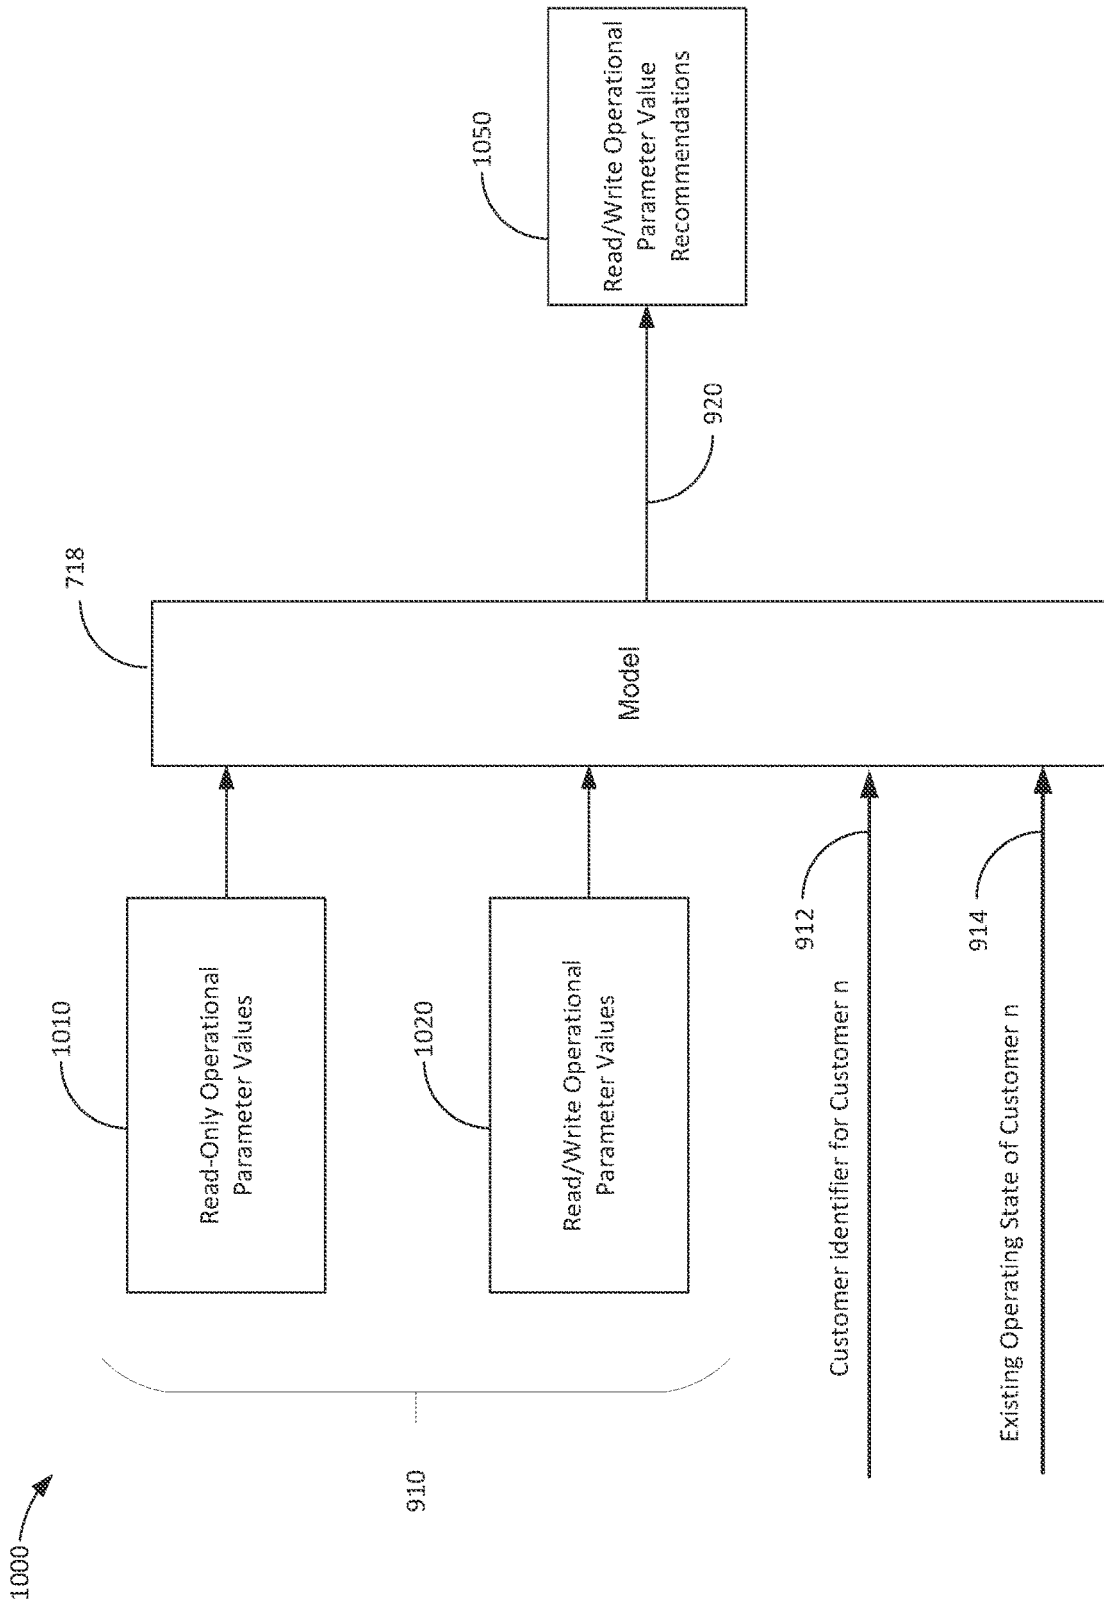 1000
910
1010
Read-Only Operational
Parameter Values
1020
Read/Write Operational
Parameter Values
Customer identifier for Customer n
912
Existing Operating State of Customer n
914
718
Model
920
1050
Read/Write Operational
Parameter Value
Recommendations